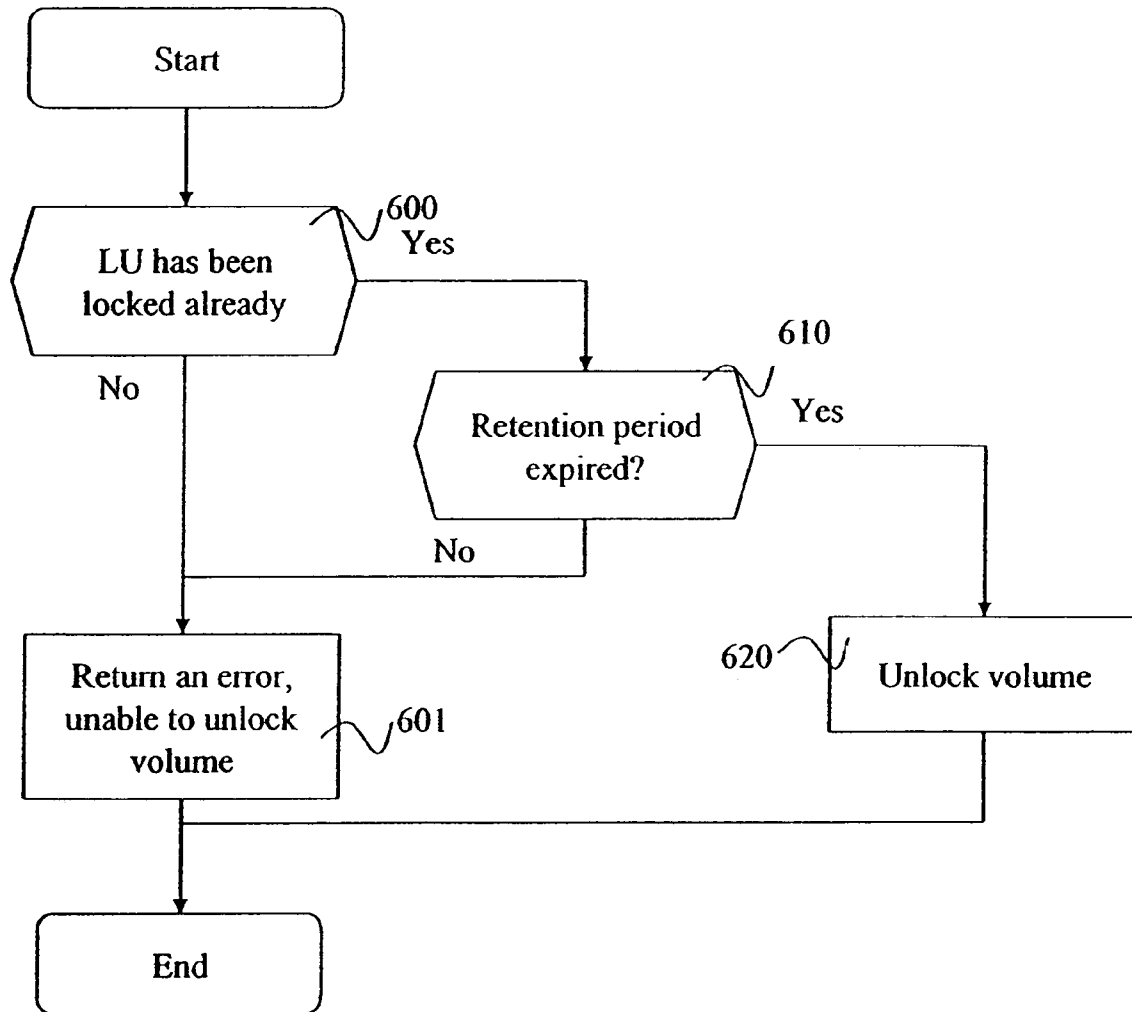 Start
600
Yes
LU has been
locked already
No
610
Yes
Retention period
expired?
No
Return an error,
unable to unlock
volume
601
620
Unlock volume
End